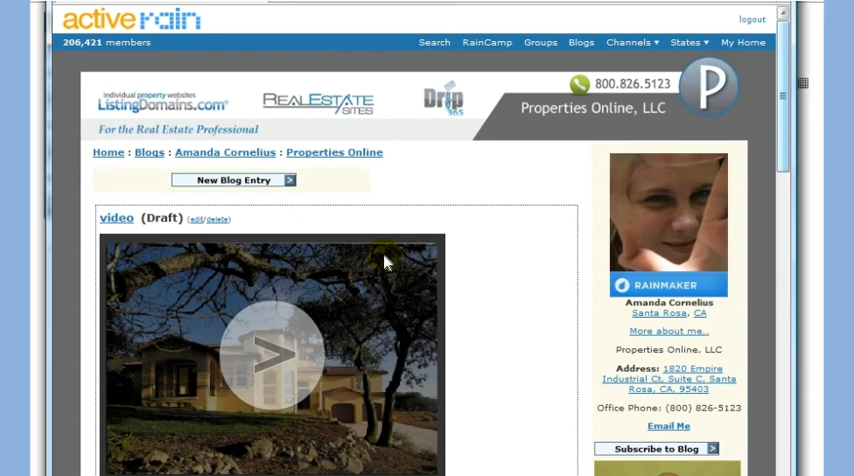 active rain
logout
206,421 members
Search RainCamp Groups Blogs Channels ▾ States ▾ My Home
individual property websites
ListingDomains.com®
REALESTATE
SITES
Drip
365
800.826.5123
Properties Online, LLC
P
For the Real Estate Professional
Home : Blogs : Amanda Cornelius : Properties Online
New Blog Entry >
video (Draft) (edit/delete)
>
RAINMAKER
Amanda Cornelius
Santa Rosa, CA
More about me...
Properties Online, LLC
Address: 1820 Empire
Industrial Ct, Suite C, Santa
Rosa, CA, 95403
Office Phone: (800) 826-5123
Email Me
Subscribe to Blog >